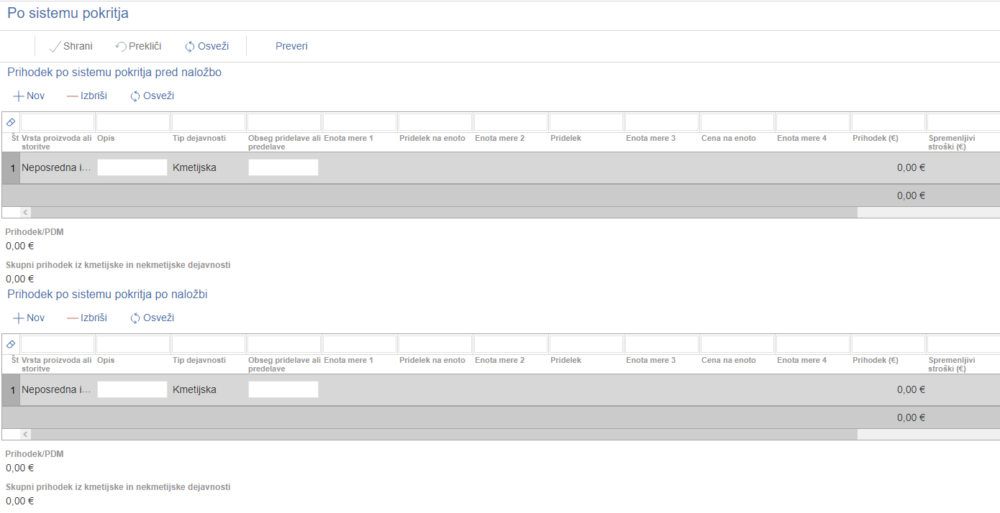 Po sistemu pokritja
Shrani Prekliči Osveži Preveri
Prihodek po sistemu pokritja pred naložbo
Nov Izbriši Osveži
Št Vrsta proizvoda ali storitve Opis Tip dejavnosti Obseg pridelave ali predelave Enota mere 1 Pridelek na enoto Enota mere 2 Pridelek Enota mere 3 Cena na enoto Enota mere 4 Prihodek (€) Spremenljivi stroški (€)
1 Neposredna i... Kmetijska 0,00 €
0,00 €
Prihodek/PDM
0,00 €
Skupni prihodek iz kmetijske in nekmetijske dejavnosti
0,00 €
Prihodek po sistemu pokritja po naložbi
Nov Izbriši Osveži
Št Vrsta proizvoda ali storitve Opis Tip dejavnosti Obseg pridelave ali predelave Enota mere 1 Pridelek na enoto Enota mere 2 Pridelek Enota mere 3 Cena na enoto Enota mere 4 Prihodek (€) Spremenljivi stroški (€)
1 Neposredna i... Kmetijska 0,00 €
0,00 €
Prihodek/PDM
0,00 €
Skupni prihodek iz kmetijske in nekmetijske dejavnosti
0,00 €